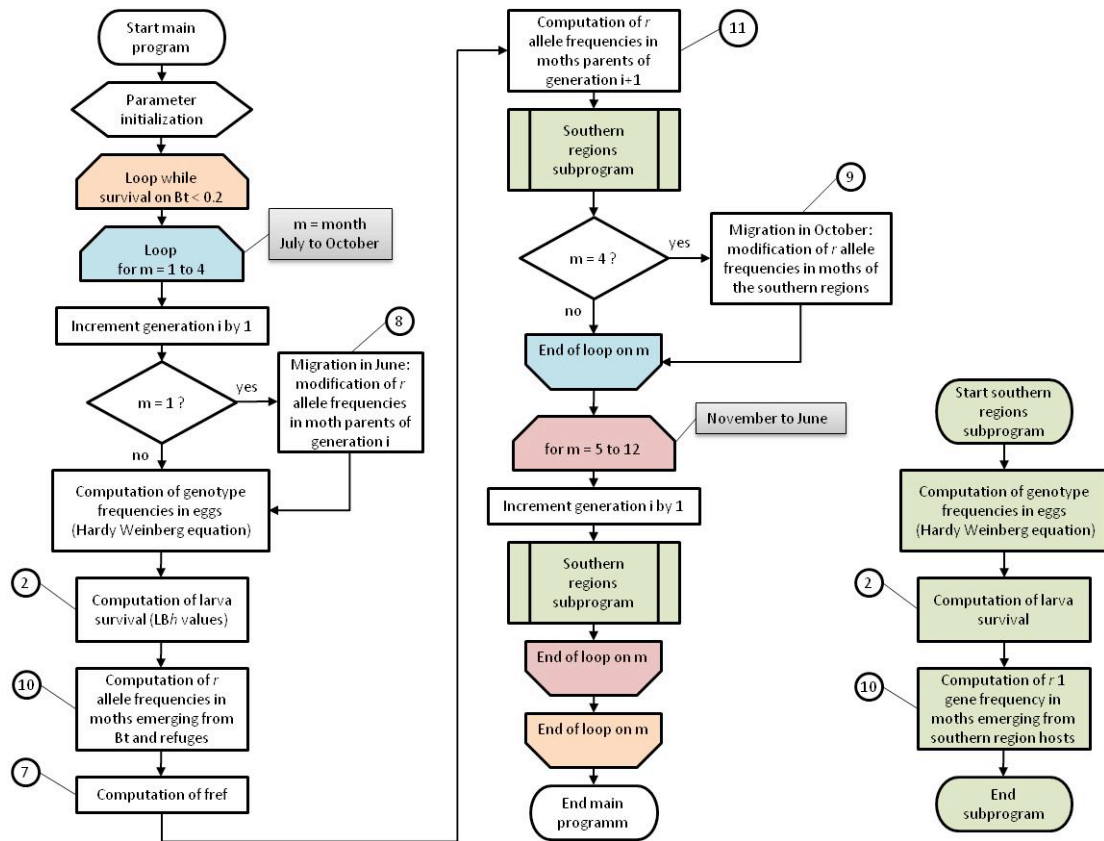 Start main
program
Parameter
initialization
Loop while
survival on Bt < 0.2
m = month
July to October
Loop
for m = 1 to 4
Increment generation i by 1
8
m = 1 ?
yes
no
Migration in June:
modification of r
allele frequencies
in moth parents of
generation i
Computation of genotype
frequencies in eggs
(Hardy Weinberg equation)
2
Computation of larva
survival (LBh values)
10
Computation of r
allele frequencies in
moths emerging from
Bt and refuges
7
Computation of fref
Computation of r
allele frequencies in
moths parents of
generation i+1
11
Southern
regions
subprogram
9
m = 4 ?
yes
no
Migration in October:
modification of r allele
frequencies in moths of
the southern regions
End of loop on m
November to June
for m = 5 to 12
Increment generation i by 1
Southern
regions
subprogram
End of loop on m
End of loop on m
End main
programm
Start southern
regions
subprogram
Computation of genotype
frequencies in eggs
(Hardy Weinberg equation)
2
Computation of larva
survival
10
Computation of r 1
gene frequency in
moths emerging from
southern region hosts
End
subprogram